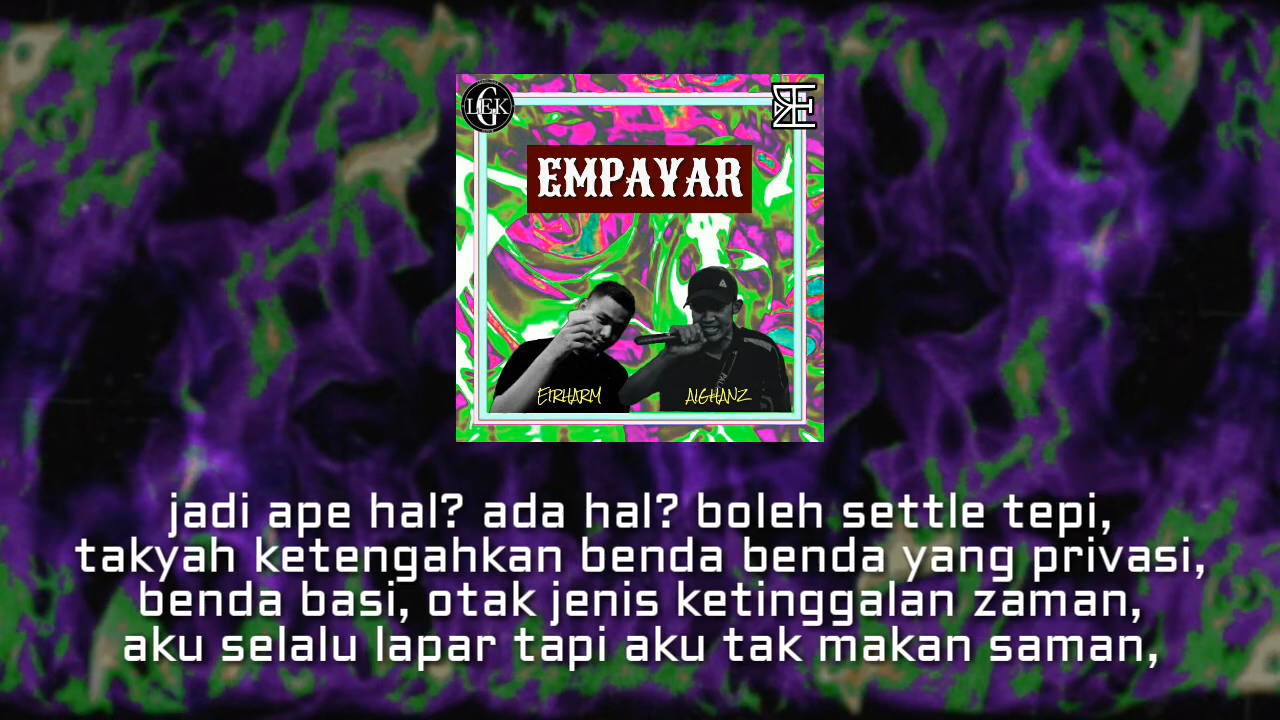 LEK
G
EMPAYAR
EIRHARM
AIGHANZ
jadi ape hal? ada hal? boleh settle tepi,
takyah ketengahkan benda benda yang privasi,
benda basi, otak jenis ketinggalan zaman,
aku selalu lapar tapi aku tak makan saman,